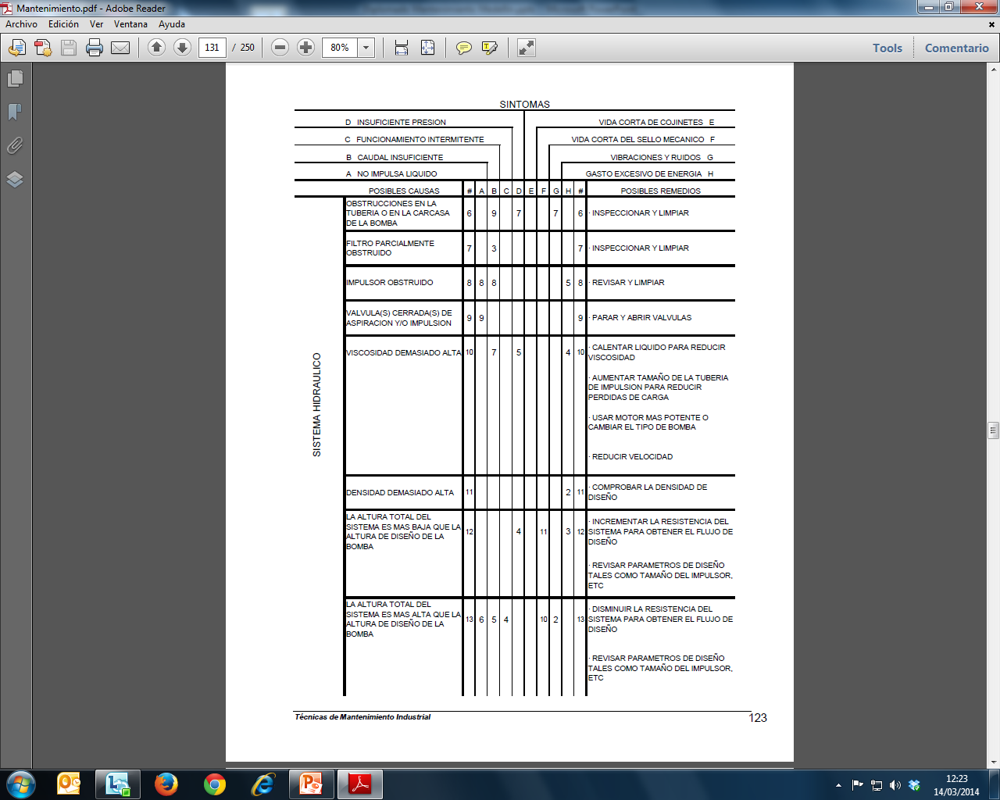 Mantenimiento.pdf - Adobe Reader
Archivo Edición Ver Ventana Ayuda
131 / 250 80% Tools Comentario
SINTOMAS
D INSUFICIENTE PRESION VIDA CORTA DE COJINETES E
C FUNCIONAMIENTO INTERMITENTE VIDA CORTA DEL SELLO MECANICO F
B CAUDAL INSUFICIENTE VIBRACIONES Y RUIDOS G
A NO IMPULSA LIQUIDO GASTO EXCESIVO DE ENERGIA H
POSIBLES CAUSAS # A B C D E F G H # POSIBLES REMEDIOS
SISTEMA HIDRAULICO
OBSTRUCCIONES EN LA
TUBERIA O EN LA CARCASA 6 9 7 7 6 · INSPECCIONAR Y LIMPIAR
DE LA BOMBA
FILTRO PARCIALMENTE
OBSTRUIDO 7 3 7 · INSPECCIONAR Y LIMPIAR
IMPULSOR OBSTRUIDO 8 8 8 5 8 · REVISAR Y LIMPIAR
VALVULA(S) CERRADA(S) DE
ASPIRACION Y/O IMPULSION 9 9 9 · PARAR Y ABRIR VALVULAS
VISCOSIDAD DEMASIADO ALTA 10 7 5 4 10 · CALENTAR LIQUIDO PARA REDUCIR
VISCOSIDAD
· AUMENTAR TAMAÑO DE LA TUBERIA
DE IMPULSION PARA REDUCIR
PERDIDAS DE CARGA
· USAR MOTOR MAS POTENTE O
CAMBIAR EL TIPO DE BOMBA
· REDUCIR VELOCIDAD
DENSIDAD DEMASIADO ALTA 11 2 11 · COMPROBAR LA DENSIDAD DE
DISEÑO
LA ALTURA TOTAL DEL
SISTEMA ES MAS BAJA QUE LA
ALTURA DE DISEÑO DE LA
BOMBA
12 4 11 3 12 · INCREMENTAR LA RESISTENCIA DEL
SISTEMA PARA OBTENER EL FLUJO DE
DISEÑO
· REVISAR PARAMETROS DE DISEÑO
TALES COMO TAMAÑO DEL IMPULSOR,
ETC
LA ALTURA TOTAL DEL
SISTEMA ES MAS ALTA QUE LA
ALTURA DE DISEÑO DE LA
BOMBA
13 6 5 4 10 2 13 · DISMINUIR LA RESISTENCIA DEL
SISTEMA PARA OBTENER EL FLUJO DE
DISEÑO
· REVISAR PARAMETROS DE DISEÑO
TALES COMO TAMAÑO DEL IMPULSOR,
ETC
Técnicas de Mantenimiento Industrial 123
12:23
14/03/2014